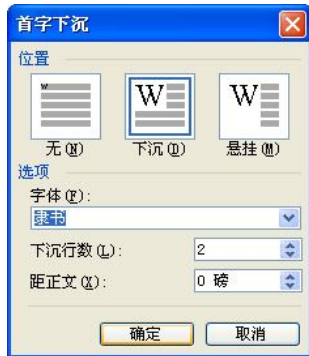 首字下沉
位置
W W W
无(N) 下沉(D) 悬挂(M)
选项
字体(F):
隶书
下沉行数(L): 2
距正文(X): 0 磅
确定 取消